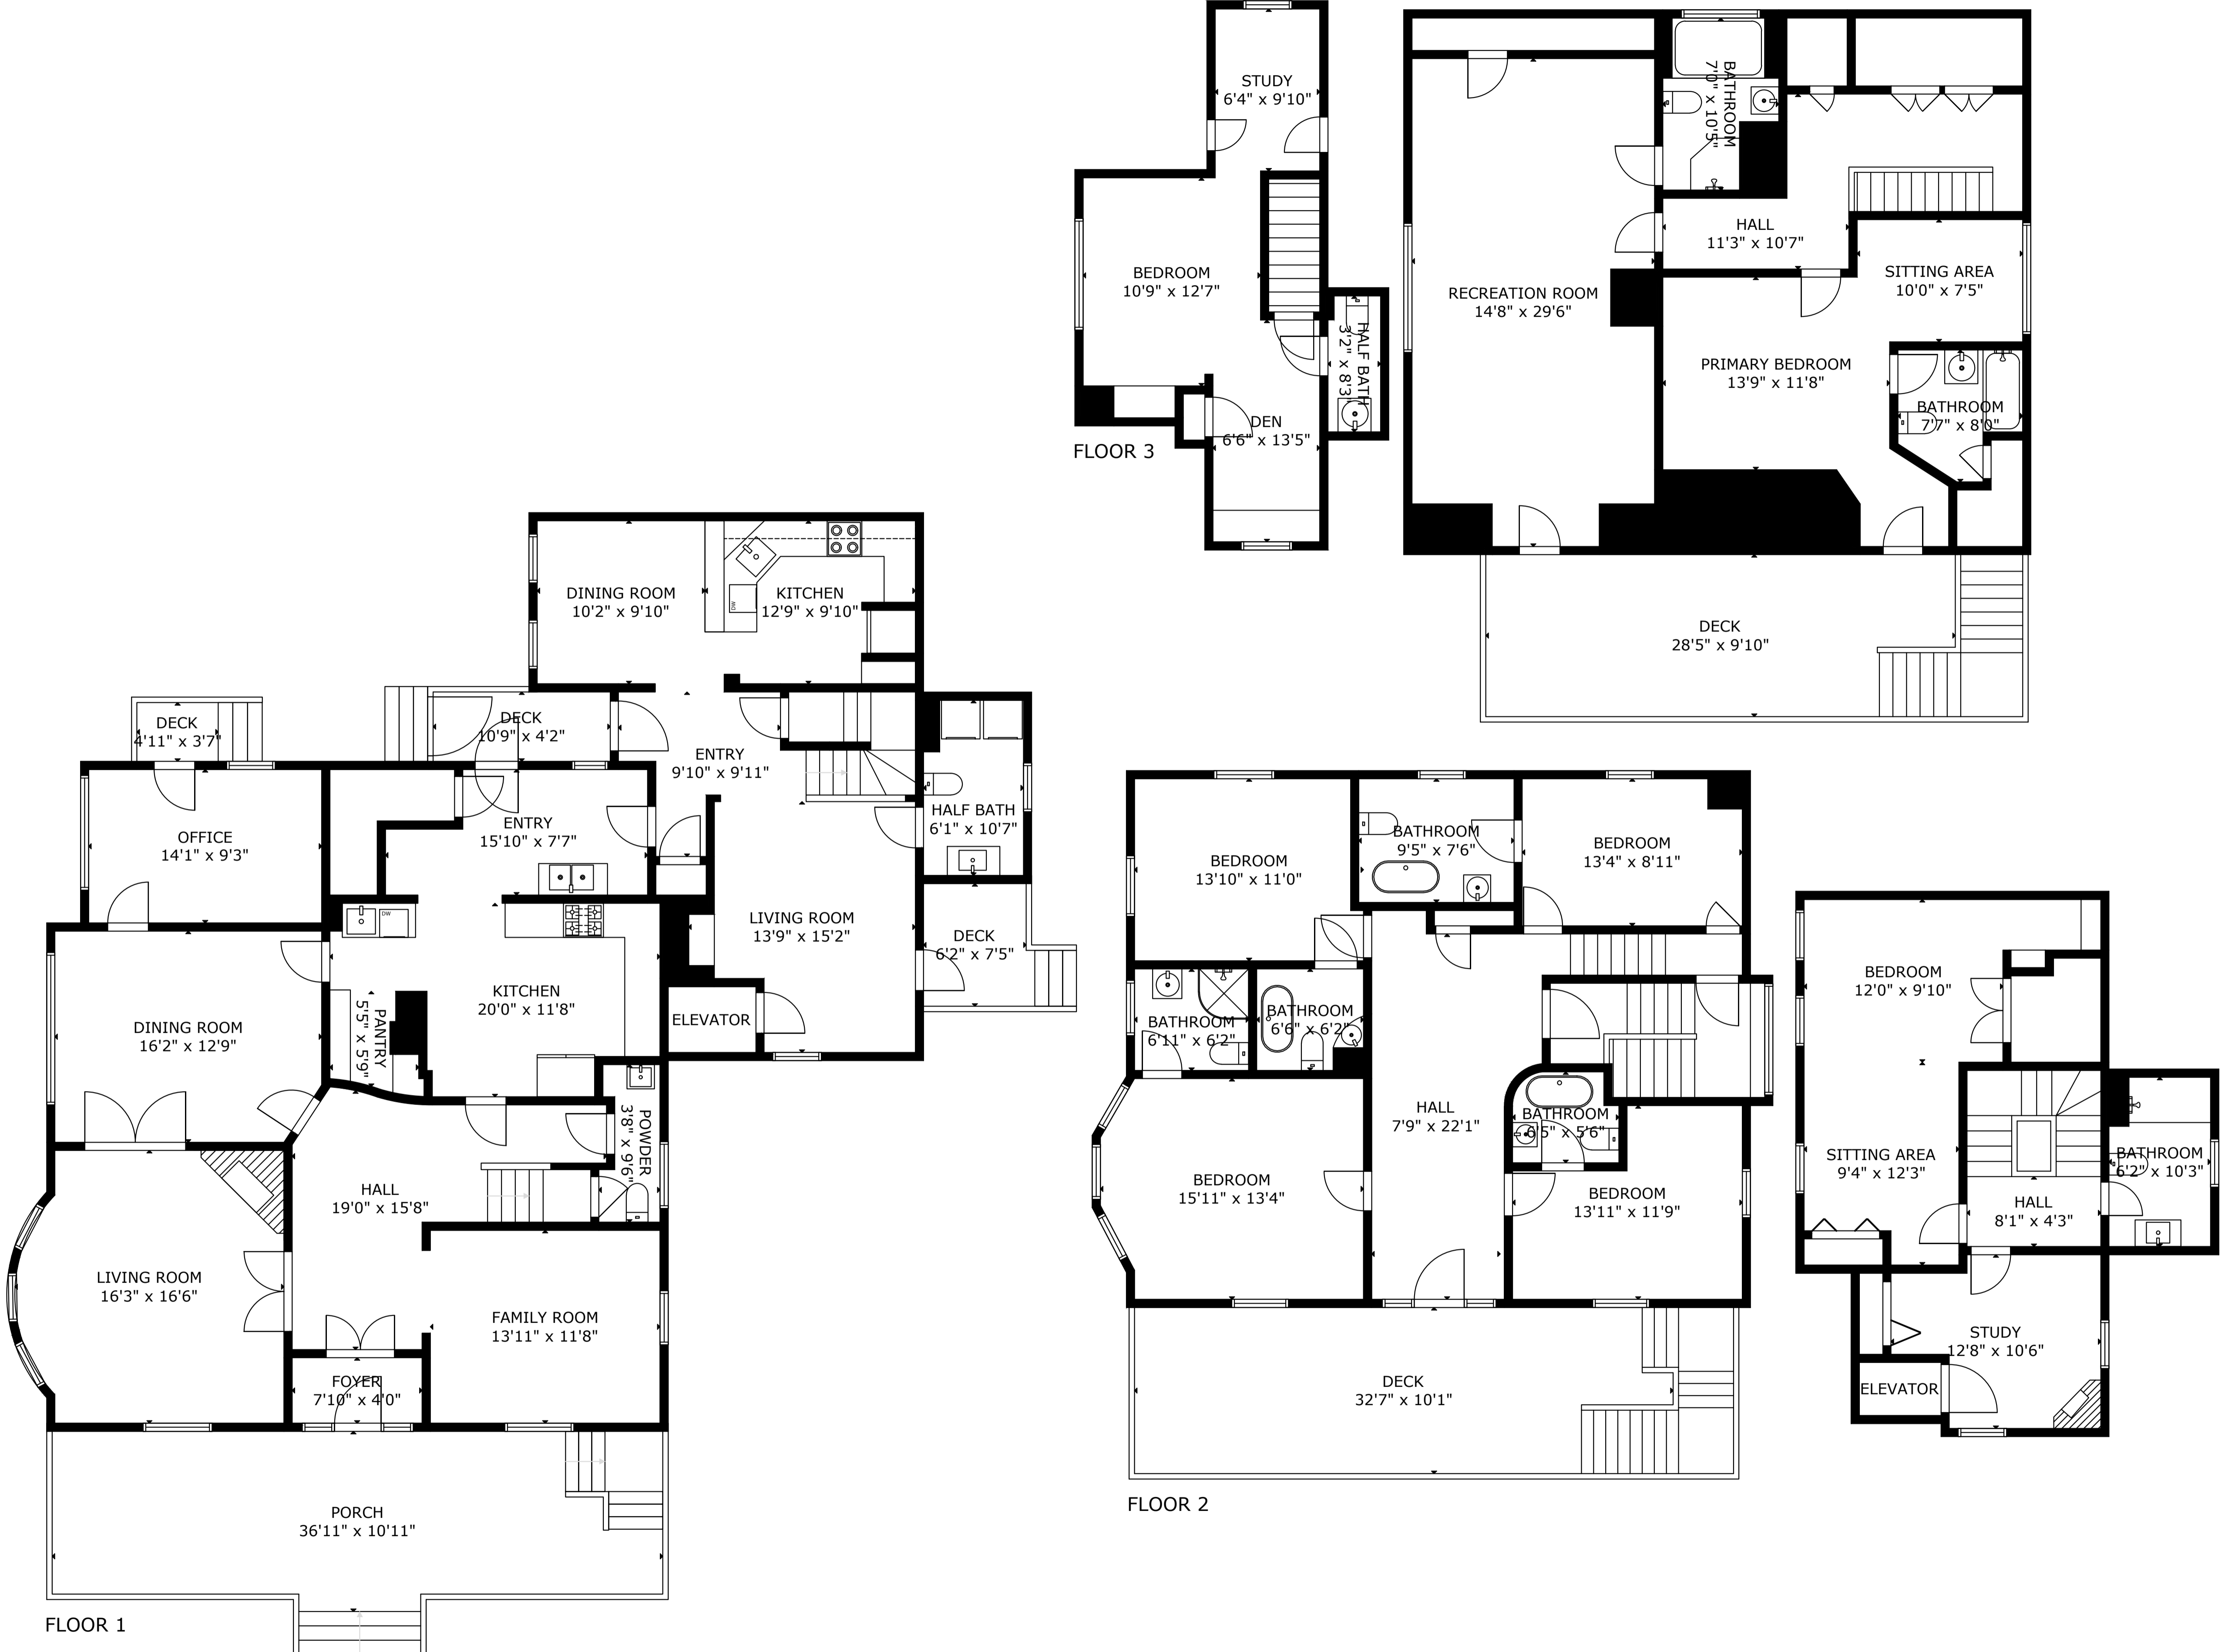 STUDY
6'4" x 9'10"
BEDROOM
10'9" x 12'7"
HALF BATH
3'2" x 8'3"
DEN
6'6" x 13'5"
FLOOR 3
BATHROOM
7'0" x 10'5"
HALL
11'3" x 10'7"
SITTING AREA
10'0" x 7'5"
RECREATION ROOM
14'8" x 29'6"
PRIMARY BEDROOM
13'9" x 11'8"
BATHROOM
7'7" x 8'0"
DECK
28'5" x 9'10"
DINING ROOM
10'2" x 9'10"
KITCHEN
12'9" x 9'10"
DW
DECK
4'11" x 3'7"
DECK
10'9" x 4'2"
ENTRY
9'10" x 9'11"
OFFICE
14'1" x 9'3"
ENTRY
15'10" x 7'7"
HALF BATH
6'1" x 10'7"
LIVING ROOM
13'9" x 15'2"
DECK
6'2" x 7'5"
DW
DINING ROOM
16'2" x 12'9"
PANTRY
5'5" x 5'9"
KITCHEN
20'0" x 11'8"
ELEVATOR
POWDER
3'8" x 9'6"
HALL
19'0" x 15'8"
LIVING ROOM
16'3" x 16'6"
FAMILY ROOM
13'11" x 11'8"
FOYER
7'10" x 4'0"
PORCH
36'11" x 10'11"
FLOOR 1
BEDROOM
13'10" x 11'0"
BATHROOM
9'5" x 7'6"
BEDROOM
13'4" x 8'11"
BATHROOM
6'11" x 6'2"
BATHROOM
6'6" x 6'2"
HALL
7'9" x 22'1"
BATHROOM
6'5" x 5'6"
BEDROOM
15'11" x 13'4"
BEDROOM
13'11" x 11'9"
DECK
32'7" x 10'1"
FLOOR 2
BEDROOM
12'0" x 9'10"
SITTING AREA
9'4" x 12'3"
BATHROOM
6'2" x 10'3"
HALL
8'1" x 4'3"
STUDY
12'8" x 10'6"
ELEVATOR